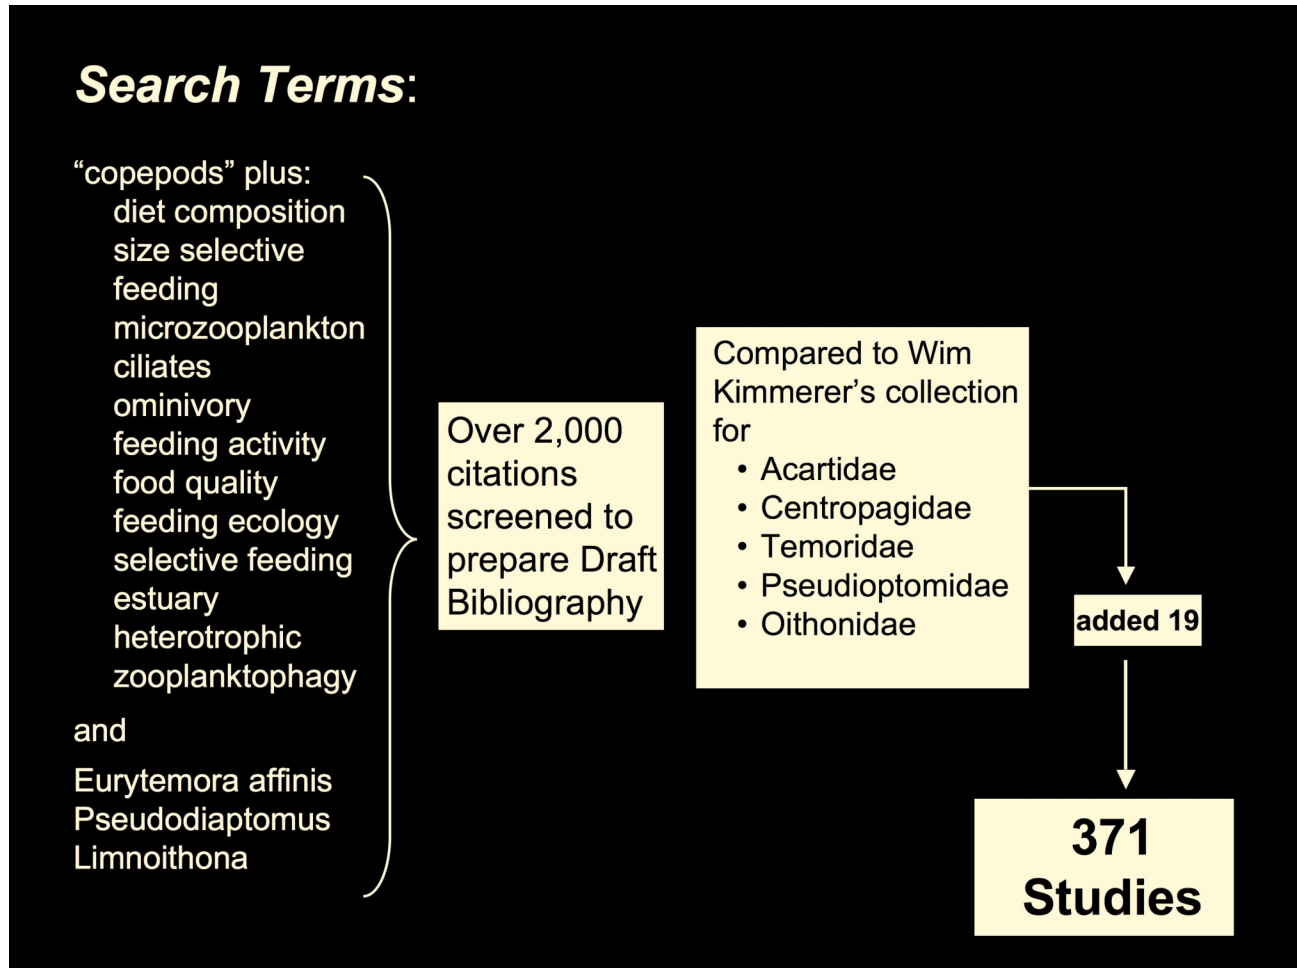 Search Terms:
“copepods” plus:
diet composition
size selective
feeding
microzooplankton
ciliates
ominivory
feeding activity
food quality
feeding ecology
selective feeding
estuary
heterotrophic
zooplanktophagy
and
Eurytemora affinis
Pseudodiaptomus
Limnoithona
Over 2,000
citations
screened to
prepare Draft
Bibliography
Compared to Wim
Kimmerer’s collection
for
• Acartidae
• Centropagidae
• Temoridae
• Pseudioptomidae
• Oithonidae
added 19
371
Studies